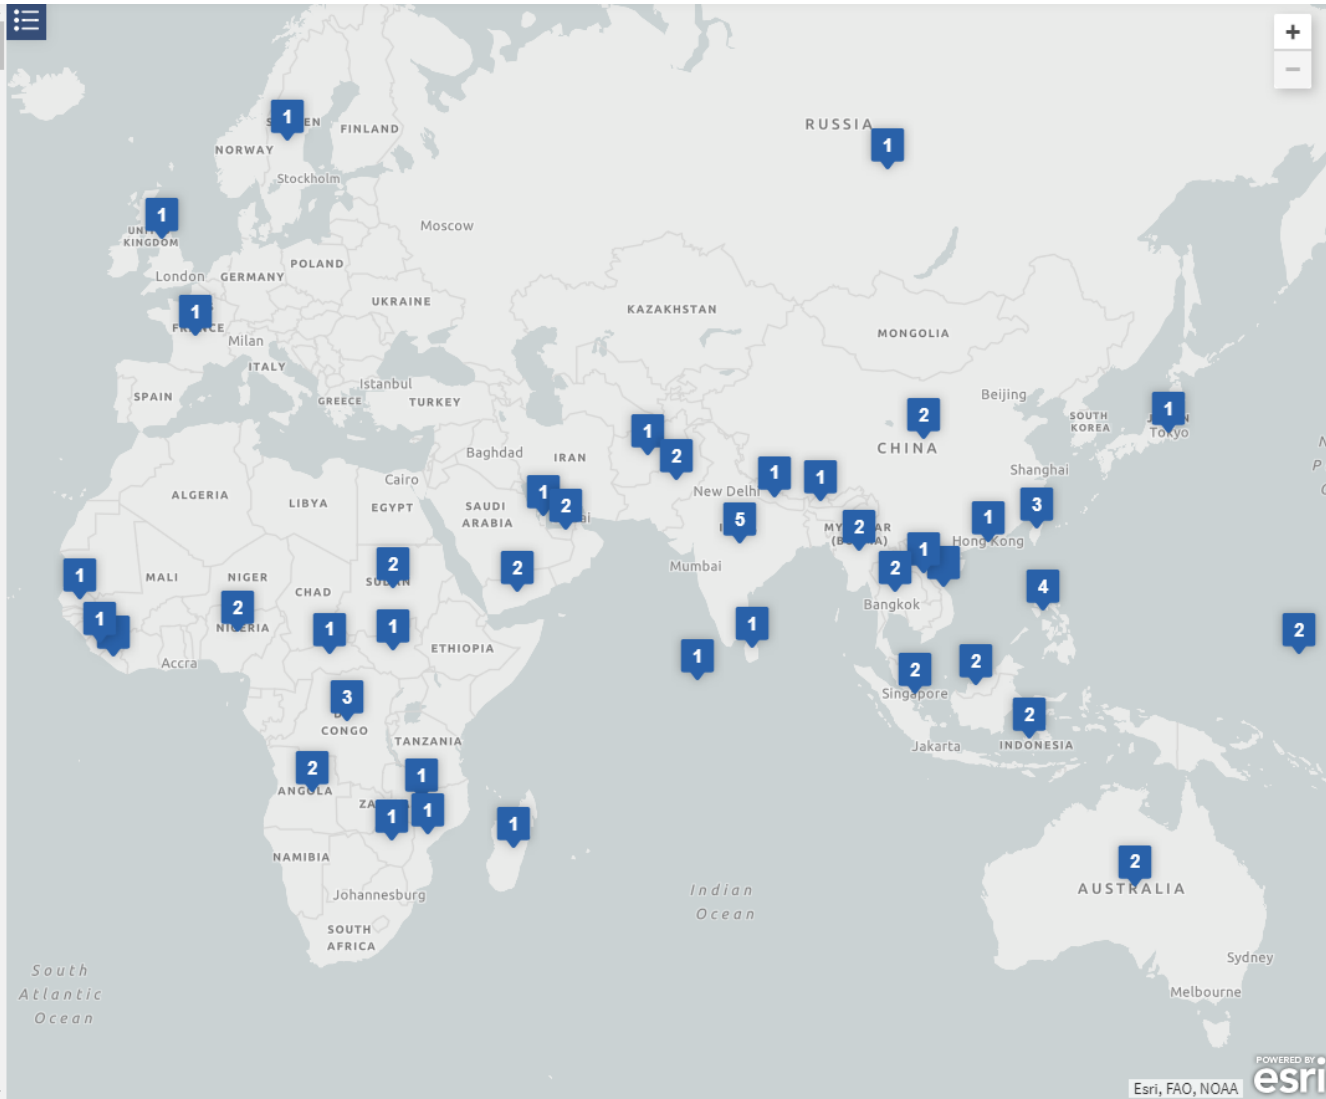 +
−
1
1
RUSSIA
FINLAND
1
NORWAY
Stockholm
1
Moscow
KINGDOM
POLAND
London
GERMANY
UKRAINE
KAZAKHSTAN
1
MONGOLIA
Milan
ITALY
Istanbul
Beijing
SPAIN
GREECE
TURKEY
2
1
SOUTH
KOREA
1
Tokyo
CHINA
Baghdad
IRAN
2
Shanghai
Cairo
1
1
New Delhi
ALGERIA
LIBYA
EGYPT
SAUDI
ARABIA
1
2
5
2
1
3
Hong Kong
1
2
2
Mumbai
2
1
MALI
NIGER
CHAD
4
Bangkok
2
1
1
1
1
2
ETHIOPIA
Accra
1
2
2
Singapore
3
CONGO
TANZANIA
2
Jakarta
INDONESIA
2
1
ANGOLA
1
1
1
NAMIBIA
2
AUSTRALIA
Johannesburg
Indian
Ocean
SOUTH
AFRICA
Sydney
South
Atlantic
Ocean
Melbourne
POWERED BY
esri
Esri, FAO, NOAA